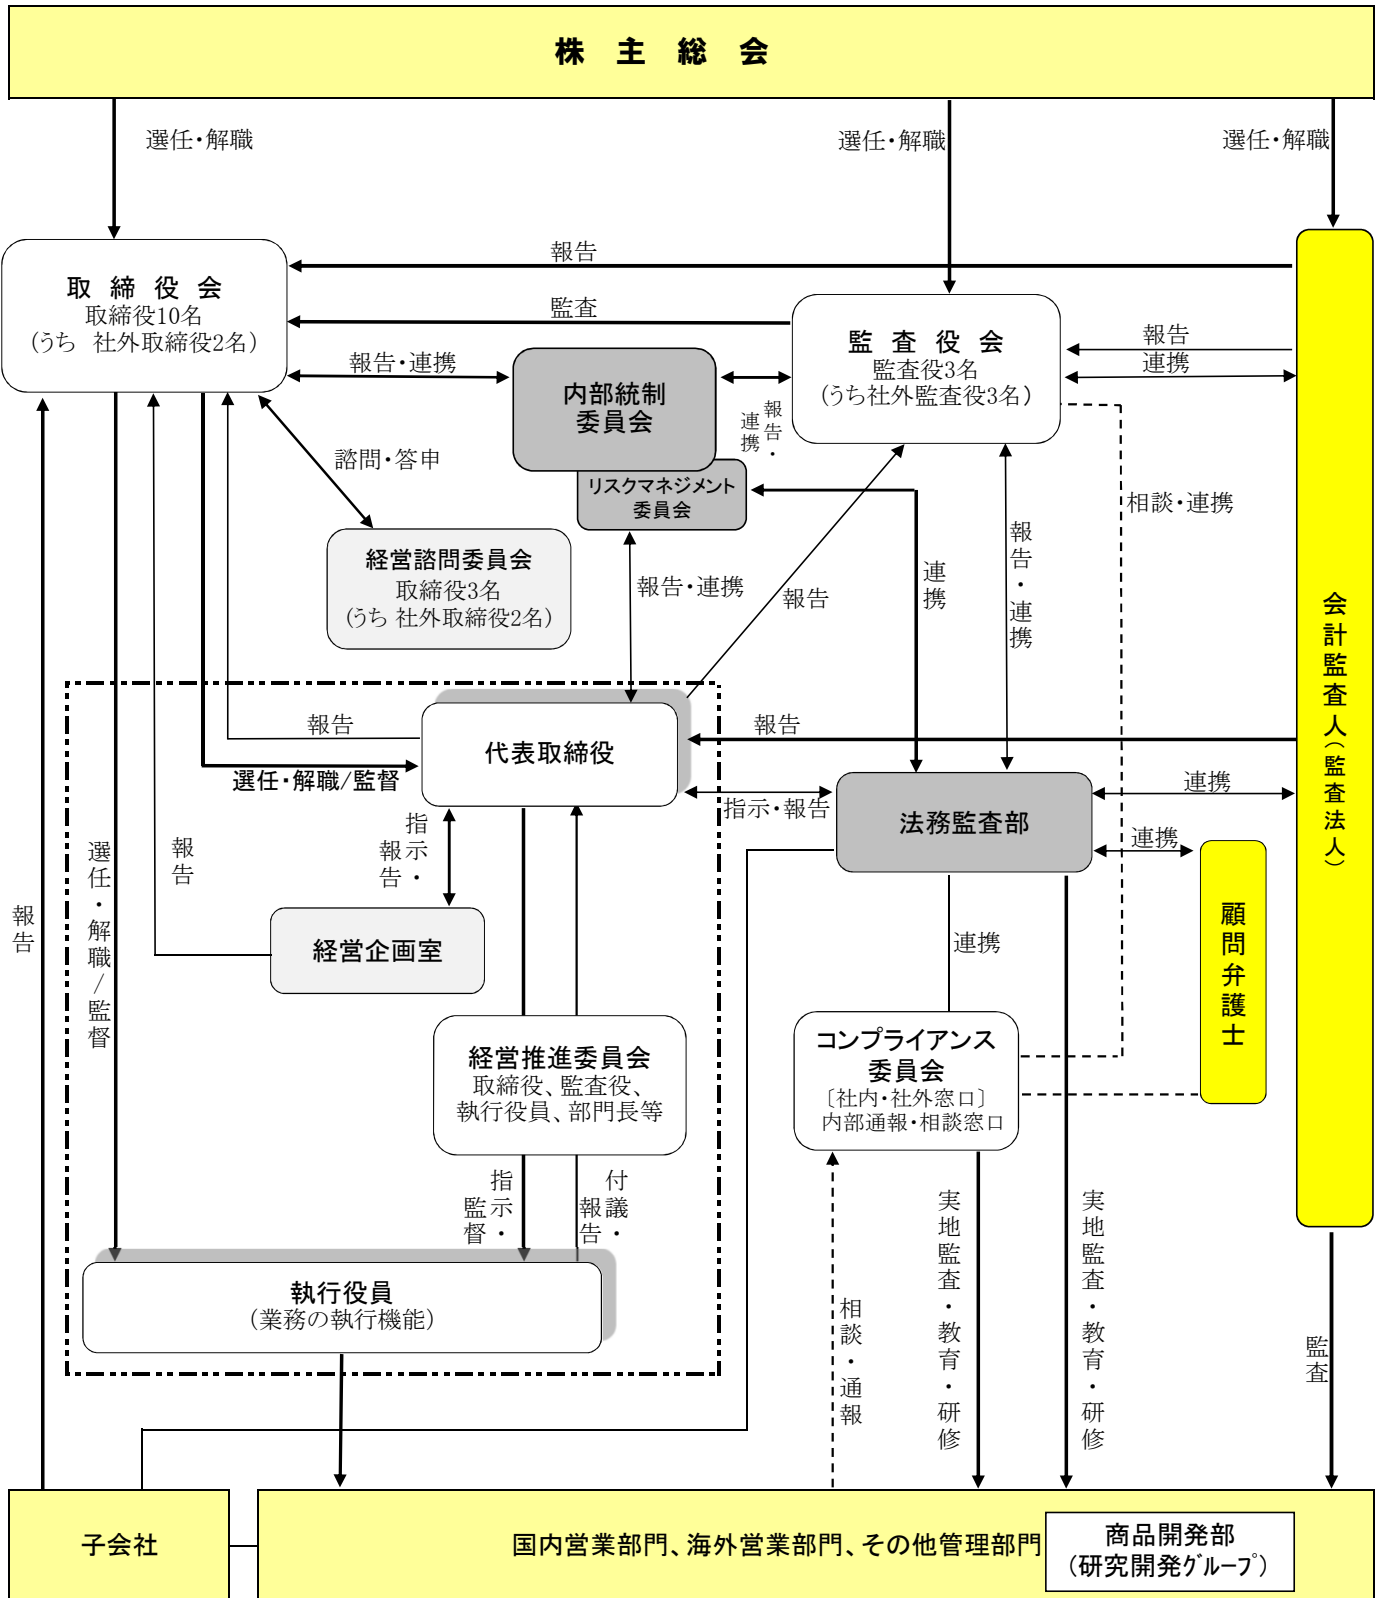 株 主 総 会
選任・解職
選任・解職
選任・解職
報告
取 締 役 会
取締役10名
(うち 社外取締役2名)
監査
監 査 役 会
監査役3名
(うち社外監査役3名)
報告
連携
報告・連携
内部統制
委員会
報告・
連携
リスクマネジメント
委員会
諮問・答申
相談・連携
経営諮問委員会
取締役3名
(うち 社外取締役2名)
報告・連携
報告
連携
報告・連携
会計監査人(監査法人)
報告
代表取締役
報告
選任・解職/監督
指示・報告
法務監査部
連携
連携
指示・
報告
選任・解職/監督
報告
報告
経営企画室
連携
顧問弁護士
経営推進委員会
取締役、監査役、
執行役員、部門長等
コンプライアンス
委員会
〔社内・社外窓口〕
内部通報・相談窓口
指示・
監督
付議・
報告
実地監査・教育・研修
実地監査・教育・研修
執行役員
(業務の執行機能)
相談・通報
監査
子会社
国内営業部門、海外営業部門、その他管理部門
商品開発部
(研究開発グループ)